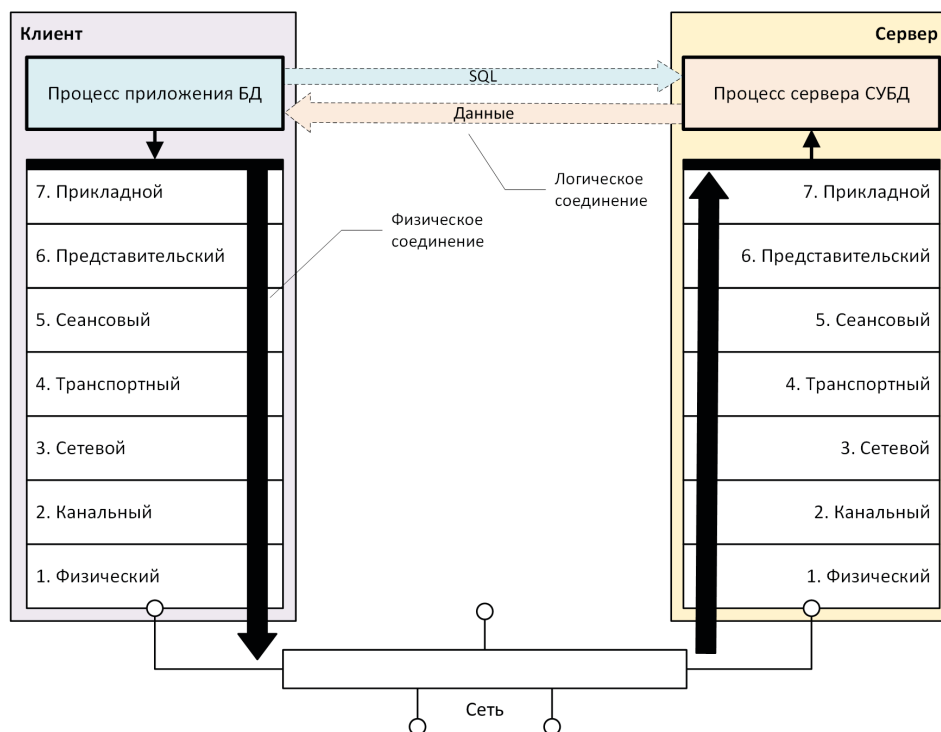 Клиент
Сервер
Процесс приложения БД
SQL
Процесс сервера СУБД
Данные
Логическое
соединение
Физическое
соединение
7. Прикладной
6. Представительский
5. Сеансовый
4. Транспортный
3. Сетевой
2. Канальный
1. Физический
7. Прикладной
6. Представительский
5. Сеансовый
4. Транспортный
3. Сетевой
2. Канальный
1. Физический
Сеть